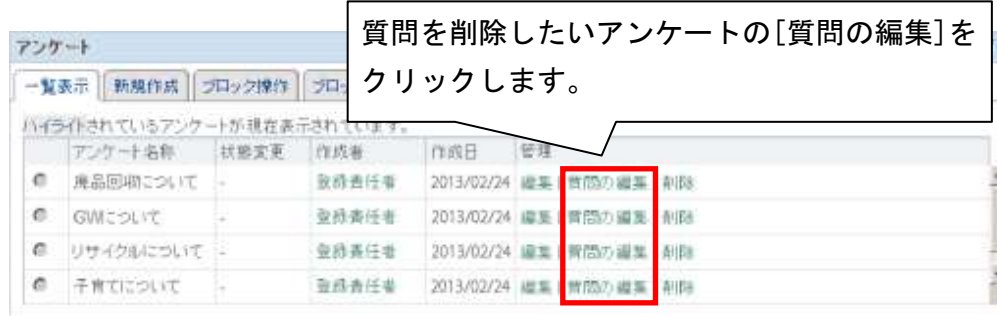 質問を削除したいアンケートの[質問の編集]を
クリックします。
アンケート
一覧表示 新規作成 ブロック操作
ハイライトされているアンケートが現在表示されています。
アンケート名称 状態変更 作成者 作成日 管理
廃品回収について - 登録責任者 2013/02/24 編集 | 質問の編集 | 削除
GWについて - 登録責任者 2013/02/24 編集 | 質問の編集 | 削除
リサイクルについて - 登録責任者 2013/02/24 編集 | 質問の編集 | 削除
子育てについて - 登録責任者 2013/02/24 編集 | 質問の編集 | 削除